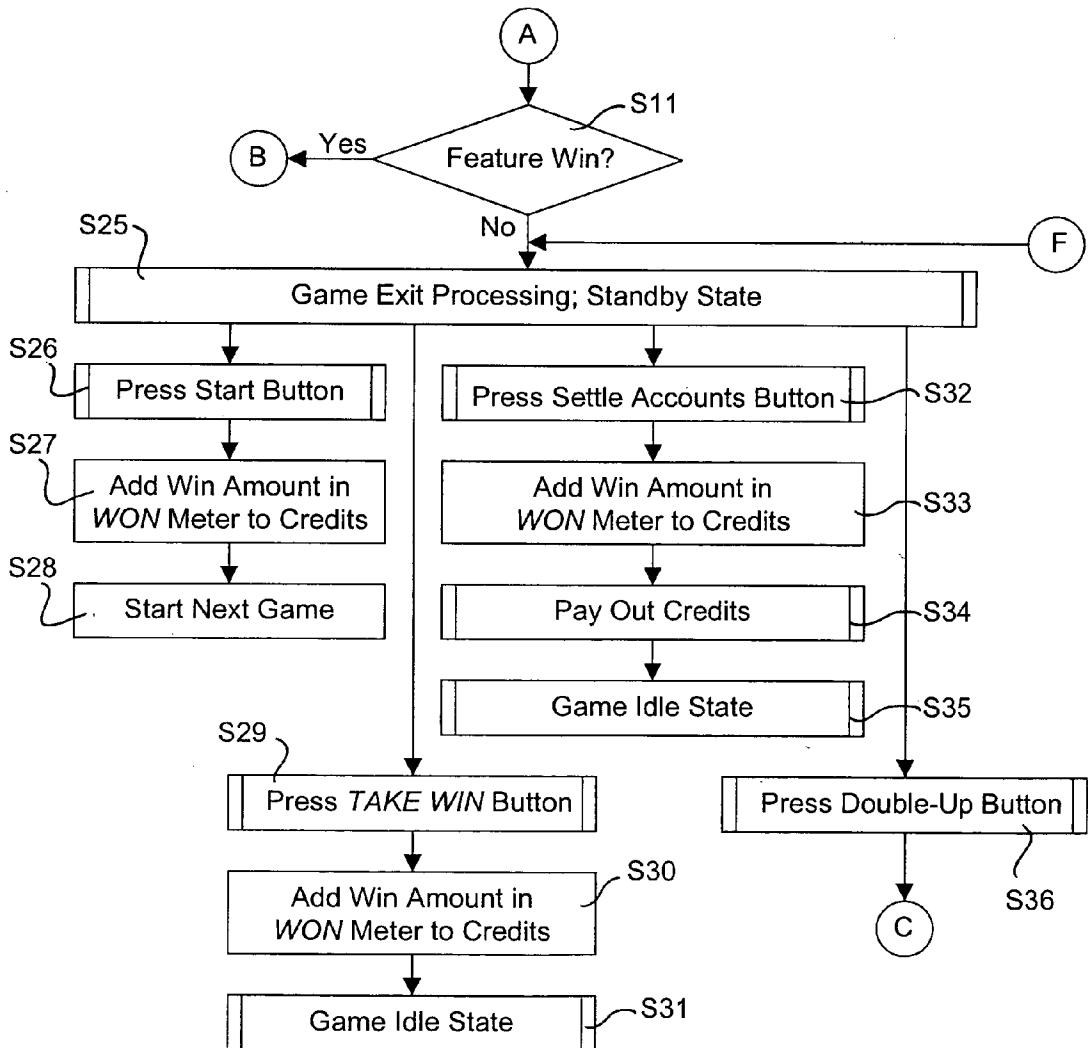 A
S11
Feature Win?
Yes
B
No
F
S25
Game Exit Processing; Standby State
S26
Press Start Button
S27
Add Win Amount in
WON Meter to Credits
S28
Start Next Game
Press Settle Accounts Button
S32
Add Win Amount in
WON Meter to Credits
S33
Pay Out Credits
S34
Game Idle State
S35
S29
Press TAKE WIN Button
Add Win Amount in
WON Meter to Credits
S30
Game Idle State
S31
Press Double-Up Button
S36
C